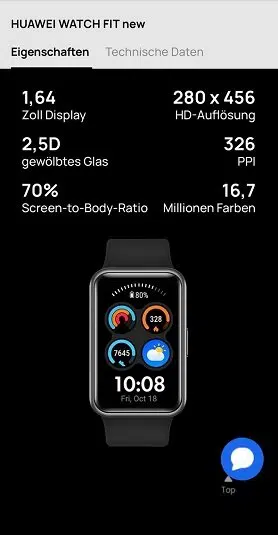 HUAWEI WATCH FIT new
Eigenschaften Technische Daten
1,64 280 x 456
Zoll Display HD-Auflösung
2,5D 326
gewölbtes Glas PPI
70% 16,7
Screen-to-Body-Ratio Millionen Farben
80%
328
7645
10:08
Fri, Oct 18
Top